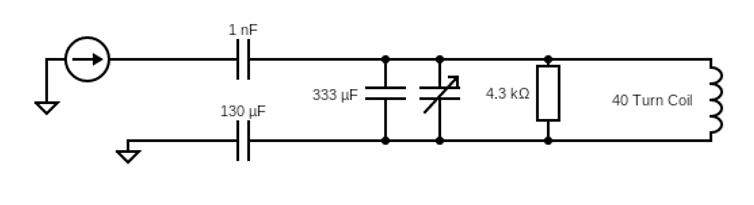 1 nF
333 µF
4.3 kΩ
40 Turn Coil
130 µF